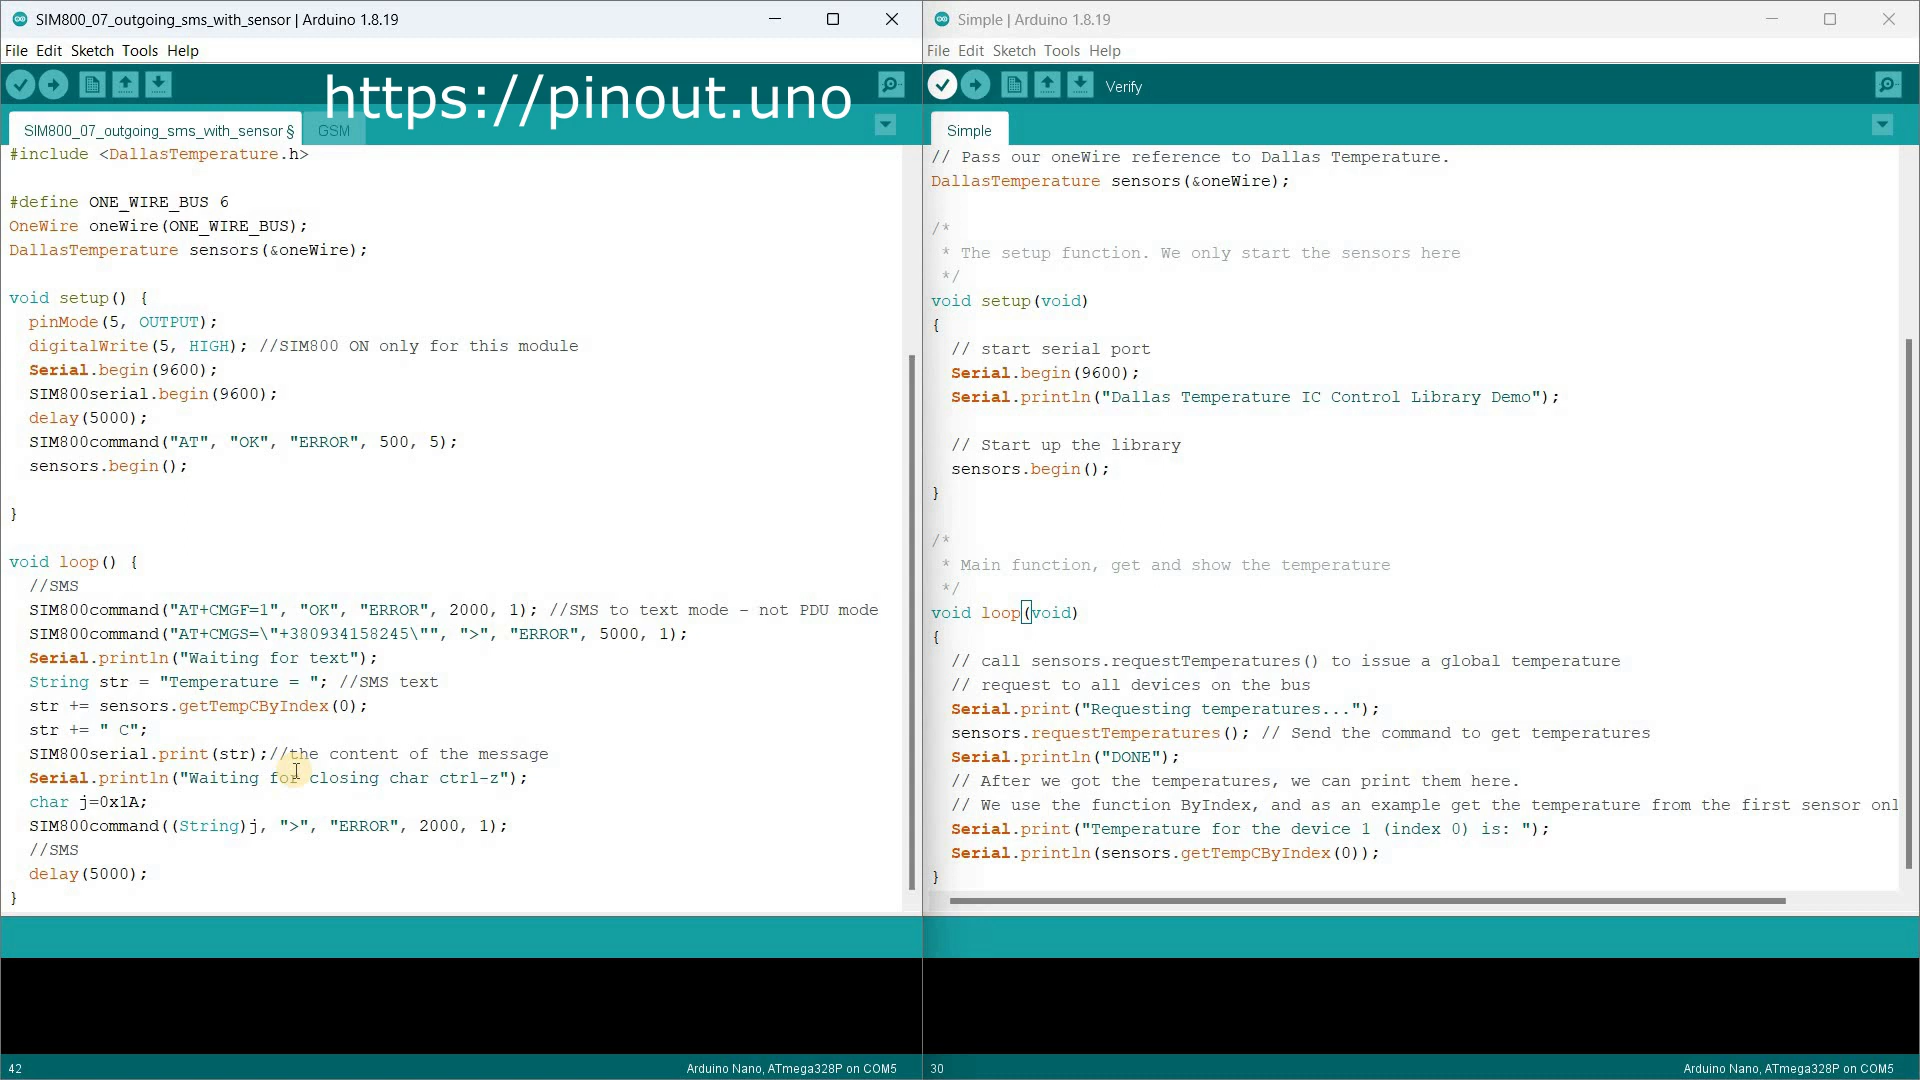 SIM800_07_outgoing_sms_with_sensor | Arduino 1.8.19
File Edit Sketch Tools Help
https://pinout.uno
SIM800_07_outgoing_sms_with_sensor §
GSM
#include <DallasTemperature.h>
#define ONE_WIRE_BUS 6
OneWire oneWire(ONE_WIRE_BUS);
DallasTemperature sensors(&oneWire);
void setup() {
pinMode(5, OUTPUT);
digitalWrite(5, HIGH); //SIM800 ON only for this module
Serial.begin(9600);
SIM800serial.begin(9600);
delay(5000);
SIM800command("AT", "OK", "ERROR", 500, 5);
sensors.begin();
}
void loop() {
//SMS
SIM800command("AT+CMGF=1", "OK", "ERROR", 2000, 1); //SMS to text mode - not PDU mode
SIM800command("AT+CMGS=\"+380934158245\"", ">", "ERROR", 5000, 1);
Serial.println("Waiting for text");
String str = "Temperature = "; //SMS text
str += sensors.getTempCByIndex(0);
str += " C";
SIM800serial.print(str);//the content of the message
Serial.println("Waiting for closing char ctrl-z");
char j=0x1A;
SIM800command((String)j, ">", "ERROR", 2000, 1);
//SMS
delay(5000);
}
42
Arduino Nano, ATmega328P on COM5
Simple | Arduino 1.8.19
File Edit Sketch Tools Help
Verify
Simple
// Pass our oneWire reference to Dallas Temperature.
DallasTemperature sensors(&oneWire);
/*
* The setup function. We only start the sensors here
*/
void setup(void)
{
// start serial port
Serial.begin(9600);
Serial.println("Dallas Temperature IC Control Library Demo");
// Start up the library
sensors.begin();
}
/*
* Main function, get and show the temperature
*/
void loop(void)
{
// call sensors.requestTemperatures() to issue a global temperature
// request to all devices on the bus
Serial.print("Requesting temperatures...");
sensors.requestTemperatures(); // Send the command to get temperatures
Serial.println("DONE");
// After we got the temperatures, we can print them here.
// We use the function ByIndex, and as an example get the temperature from the first sensor onl
Serial.print("Temperature for the device 1 (index 0) is: ");
Serial.println(sensors.getTempCByIndex(0));
}
30
Arduino Nano, ATmega328P on COM5